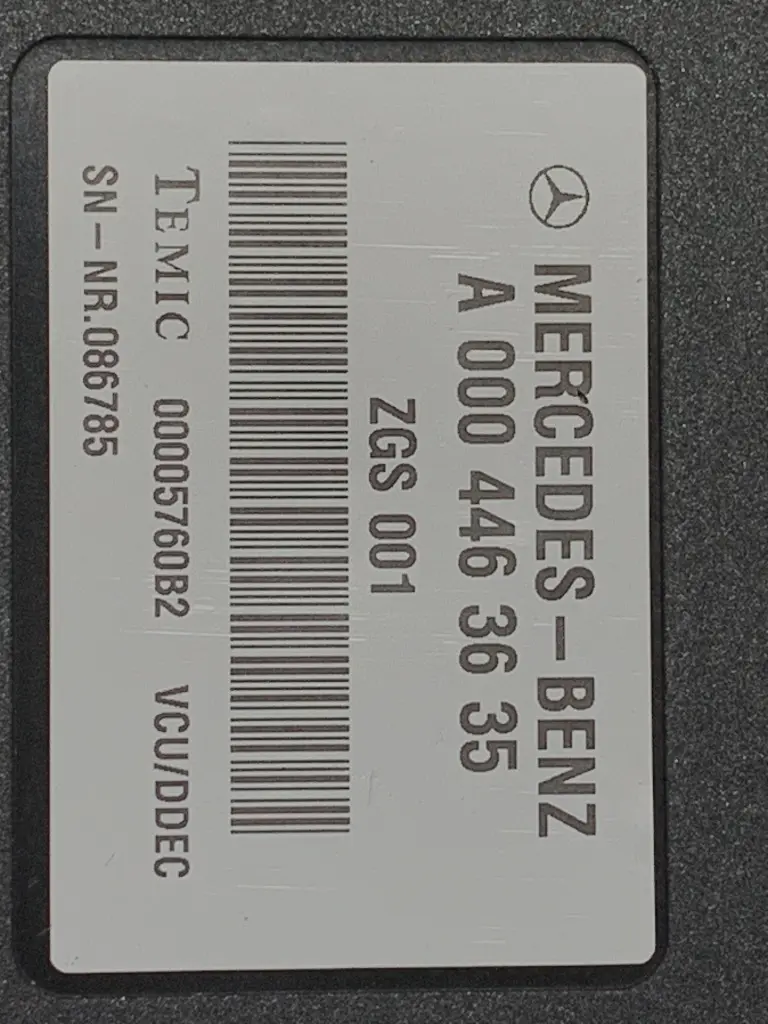 MERCEDES-BENZ
A 000 446 36 35
ZGS 001
TEMIC 00005760B2 VCU/DDEC
SN-NR.086785